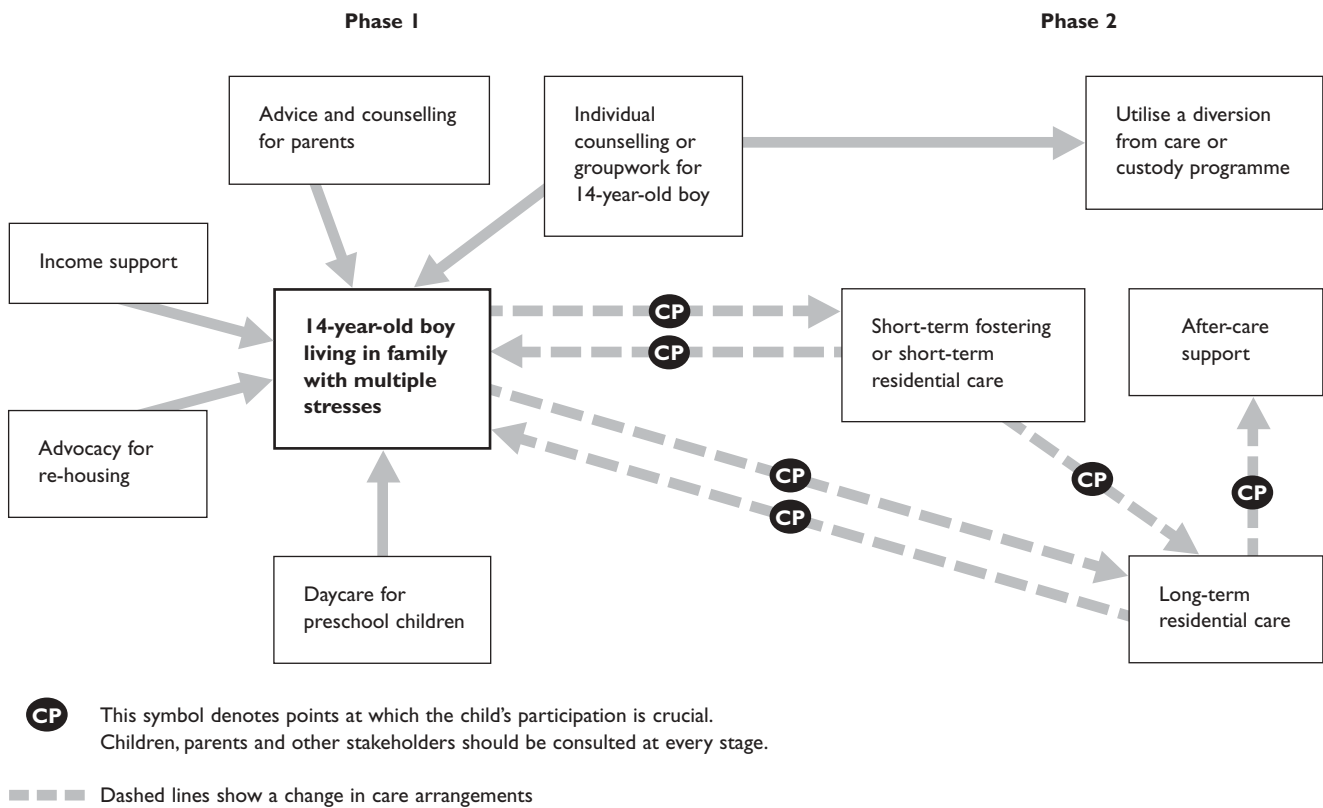 Phase 1
Phase 2
Advice and counselling
for parents
Individual
counselling or
groupwork for
14-year-old boy
Utilise a diversion
from care or
custody programme
Income support
14-year-old boy
living in family
with multiple
stresses
CP
CP
Short-term fostering
or short-term
residential care
After-care
support
Advocacy for
re-housing
CP
CP
CP
CP
Daycare for
preschool children
Long-term
residential care
CP
This symbol denotes points at which the child’s participation is crucial.
Children, parents and other stakeholders should be consulted at every stage.
Dashed lines show a change in care arrangements